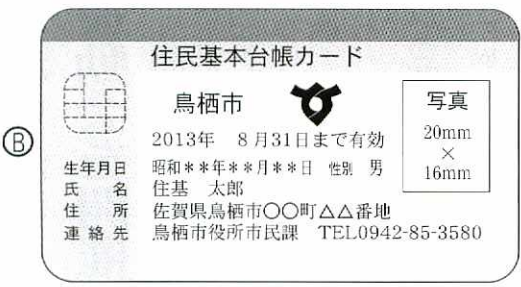 住民基本台帳カード
鳥栖市
写真
20mm
×
16mm
2013年 8月31日まで有効
Ⓑ
生年月日 昭和**年**月**日 性別 男
氏名 住基 太郎
住所 佐賀県鳥栖市〇〇町△△番地
連絡先 鳥栖市役所市民課 TEL0942-85-3580